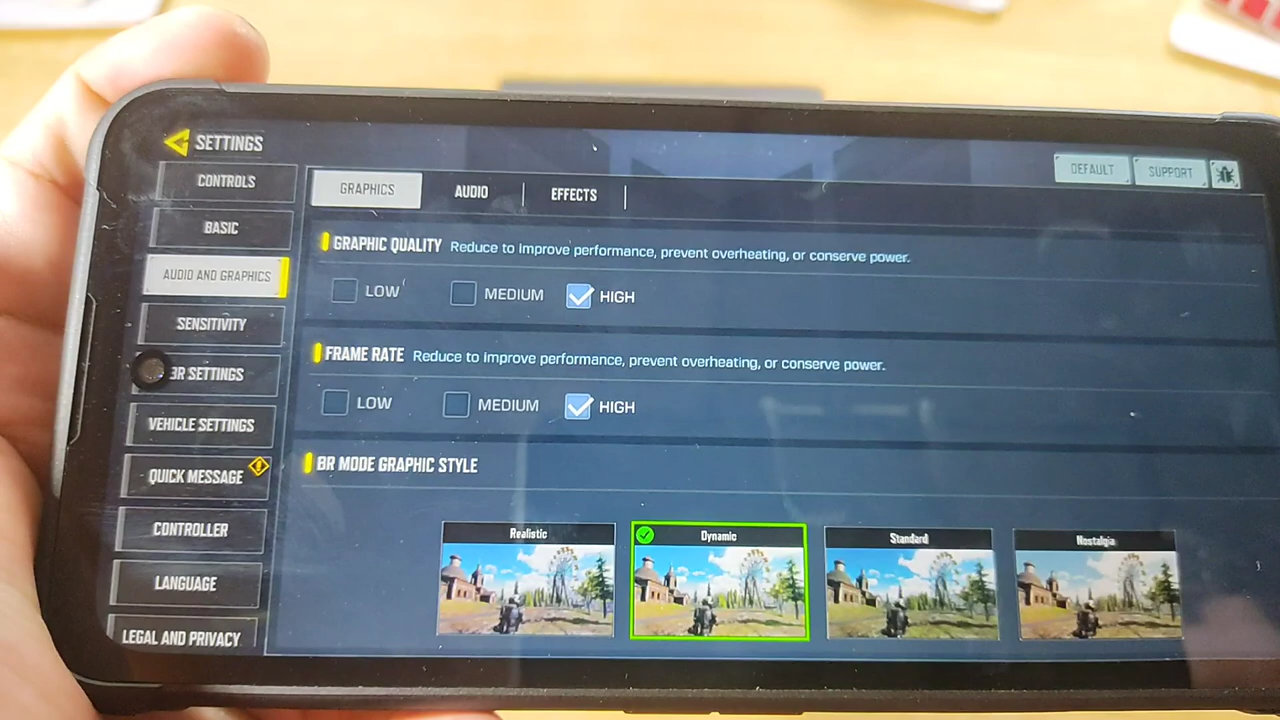 SETTINGS
DEFAULT
SUPPORT
CONTROLS
BASIC
AUDIO AND GRAPHICS
SENSITIVITY
BR SETTINGS
VEHICLE SETTINGS
QUICK MESSAGE
CONTROLLER
LANGUAGE
LEGAL AND PRIVACY
GRAPHICS
AUDIO
EFFECTS
GRAPHIC QUALITY Reduce to improve performance, prevent overheating, or conserve power.
LOW MEDIUM HIGH
FRAME RATE Reduce to improve performance, prevent overheating, or conserve power.
LOW MEDIUM HIGH
BR MODE GRAPHIC STYLE
Realistic
Dynamic
Standard
Nostalgia